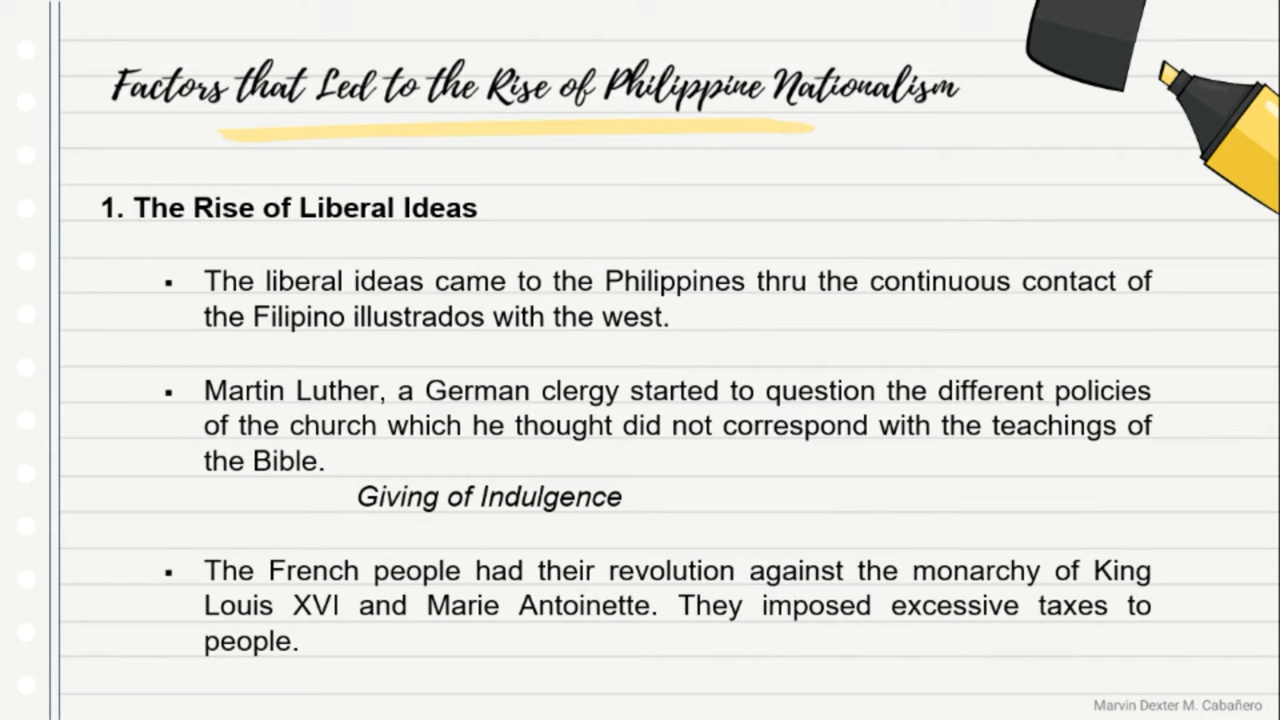 Factors that Led to the Rise of Philippine Nationalism
1. The Rise of Liberal Ideas
▪ The liberal ideas came to the Philippines thru the continuous contact of
the Filipino illustrados with the west.
▪ Martin Luther, a German clergy started to question the different policies
of the church which he thought did not correspond with the teachings of
the Bible.
Giving of Indulgence
▪ The French people had their revolution against the monarchy of King
Louis XVI and Marie Antoinette. They imposed excessive taxes to
people.
Marvin Dexter M. Cabañero